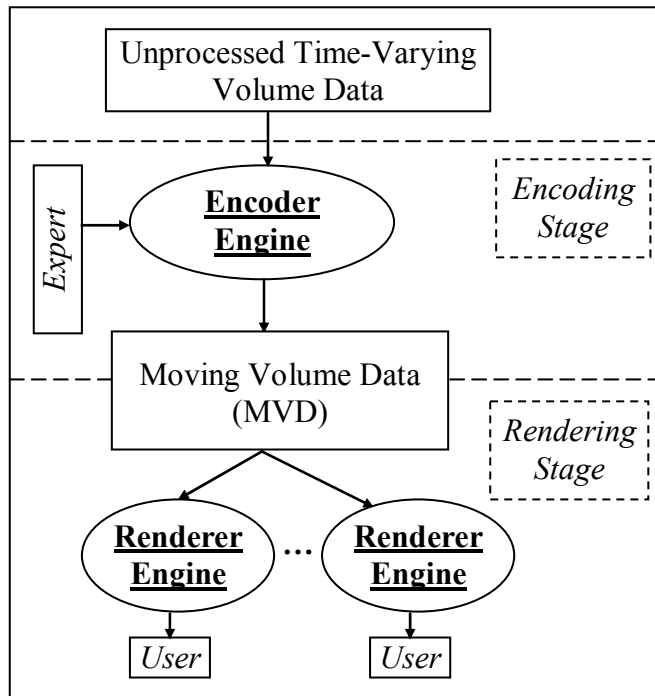 Unprocessed Time-Varying
Volume Data
Expert
Encoder
Engine
Encoding
Stage
Moving Volume Data
(MVD)
Rendering
Stage
Renderer
Engine
...
Renderer
Engine
User
User